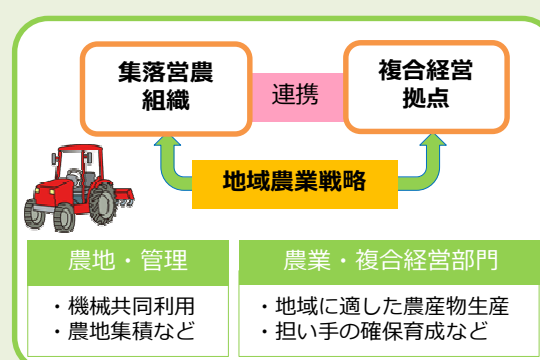 集落営農
組織
連携
複合経営
拠点
地域農業戦略
農地・管理
・機械共同利用
・農地集積など
農業・複合経営部門
・地域に適した農産物生産
・担い手の確保育成など